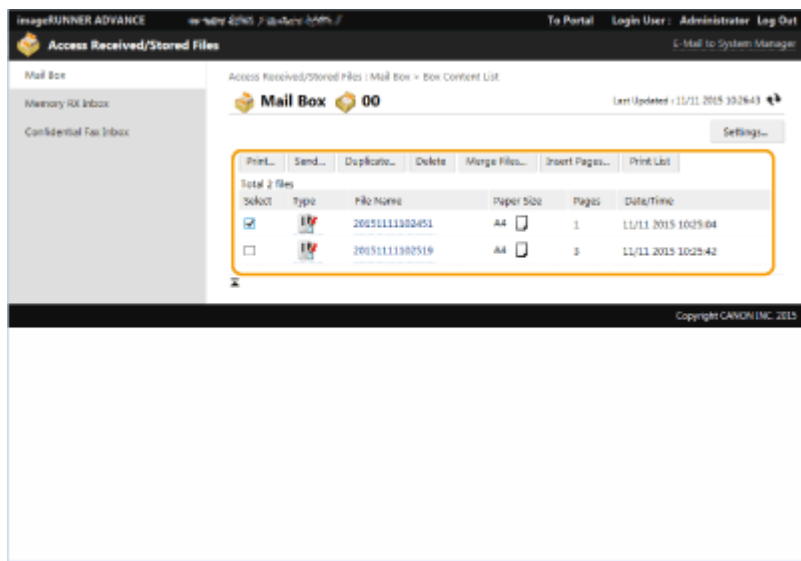 imageRUNNER ADVANCE To Portal Login User : Administrator Log Out
Access Received/Stored Files E-Mail to System Manager
Mail Box
Memory RX Inbox
Confidential Fax Inbox
Access Received/Stored Files : Mail Box > Box Content List
Mail Box 00 Last Updated : 11/11 2015 10:26:43
Settings...
Print... Send... Duplicate... Delete Merge Files... Insert Pages... Print List
Total 2 files
Select Type File Name Paper Size Pages Date/Time
20151111102451 A4 1 11/11 2015 10:25:04
20151111102519 A4 3 11/11 2015 10:25:42
Copyright CANON INC. 2015